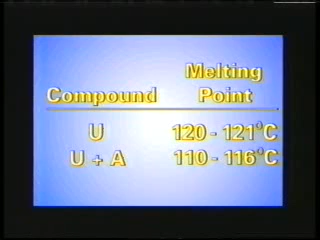 Melting
Compound Point
U 120 - 121°C
U + A 110 - 116°C